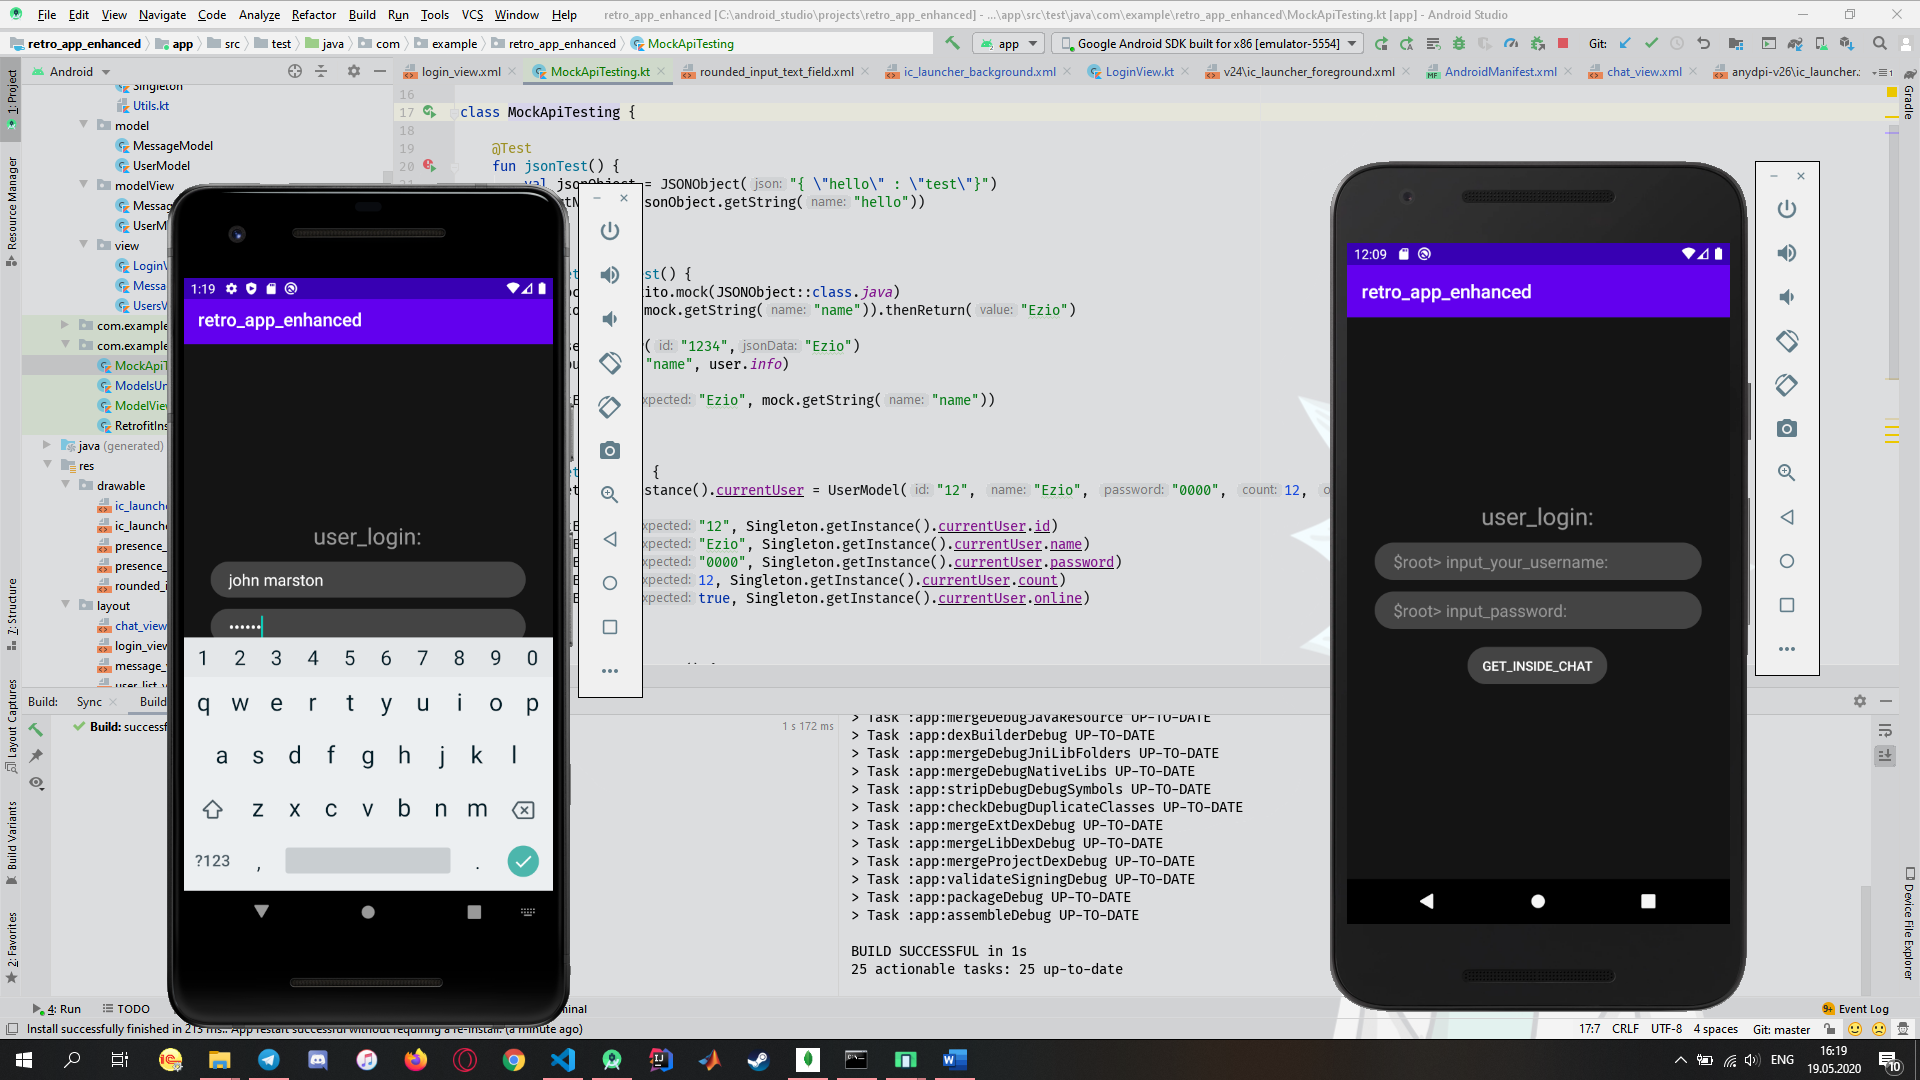 File Edit View Navigate Code Analyze Refactor Build Run Tools VCS Window Help retro_app_enhanced [C:\android_studio\projects\retro_app_enhanced] - ...\app\src\test\java\com\example\retro_app_enhanced\MockApiTesting.kt [app] - Android Studio
retro_app_enhanced app src test java com example retro_app_enhanced MockApiTesting app Google Android SDK built for x86 [emulator-5554] Git:
Android login_view.xml MockApiTesting.kt rounded_input_text_field.xml ic_launcher_background.xml LoginView.kt v24\ic_launcher_foreground.xml AndroidManifest.xml chat_view.xml anydpi-v26\ic_launcher.
1: Project
Resource Manager
7: Structure
Layout Captures
Build Variants
2: Favorites
Gradle
Device File Explorer
Singleton
Utils.kt
model
MessageModel
UserModel
modelView
Messag
UserM
view
LoginV
Messa
UsersV
com.example
com.example
MockApiT
ModelsUn
ModelVie
RetrofitIns
java (generated)
res
drawable
ic_launche
ic_launche
presence_
presence_
rounded_i
layout
chat_view
login_view
message_v
user_list_v
16
17 class MockApiTesting {
18
19 @Test
20 fun jsonTest() {
val jsonObject = JSONObject( json: "{ \"hello\" : \"test\"}")
sonObject.getString( name: "hello"))
st() {
ito.mock(JSONObject::class.java)
mock.getString( name: "name")).thenReturn( value: "Ezio")
( id: "1234", jsonData: "Ezio")
"name", user.info)
xpected: "Ezio", mock.getString( name: "name"))
{
nstance().currentUser = UserModel( id: "12", name: "Ezio", password: "0000", count: 12, o
xpected: "12", Singleton.getInstance().currentUser.id)
xpected: "Ezio", Singleton.getInstance().currentUser.name)
xpected: "0000", Singleton.getInstance().currentUser.password)
xpected: 12, Singleton.getInstance().currentUser.count)
xpected: true, Singleton.getInstance().currentUser.online)
1:19
retro_app_enhanced
user_login:
john marston
••••••
1 2 3 4 5 6 7 8 9 0
q w e r t y u i o p
a s d f g h j k l
z x c v b n m
?123 , .
12:09
retro_app_enhanced
user_login:
$root> input_your_username:
$root> input_password:
GET_INSIDE_CHAT
Build: Sync Build
Build: successf 1 s 172 ms
> Task :app:mergeDebugJavaResource UP-TO-DATE
> Task :app:dexBuilderDebug UP-TO-DATE
> Task :app:mergeDebugJniLibFolders UP-TO-DATE
> Task :app:mergeDebugNativeLibs UP-TO-DATE
> Task :app:stripDebugDebugSymbols UP-TO-DATE
> Task :app:checkDebugDuplicateClasses UP-TO-DATE
> Task :app:mergeExtDexDebug UP-TO-DATE
> Task :app:mergeLibDexDebug UP-TO-DATE
> Task :app:mergeProjectDexDebug UP-TO-DATE
> Task :app:validateSigningDebug UP-TO-DATE
> Task :app:packageDebug UP-TO-DATE
> Task :app:assembleDebug UP-TO-DATE
BUILD SUCCESSFUL in 1s
25 actionable tasks: 25 up-to-date
4: Run TODO minal 9+ Event Log
Install successfully finished in 213 ms.. App restart successful without requiring a re-install. (a minute ago) 17:7 CRLF UTF-8 4 spaces Git: master
ENG 16:19
19.05.2020
10